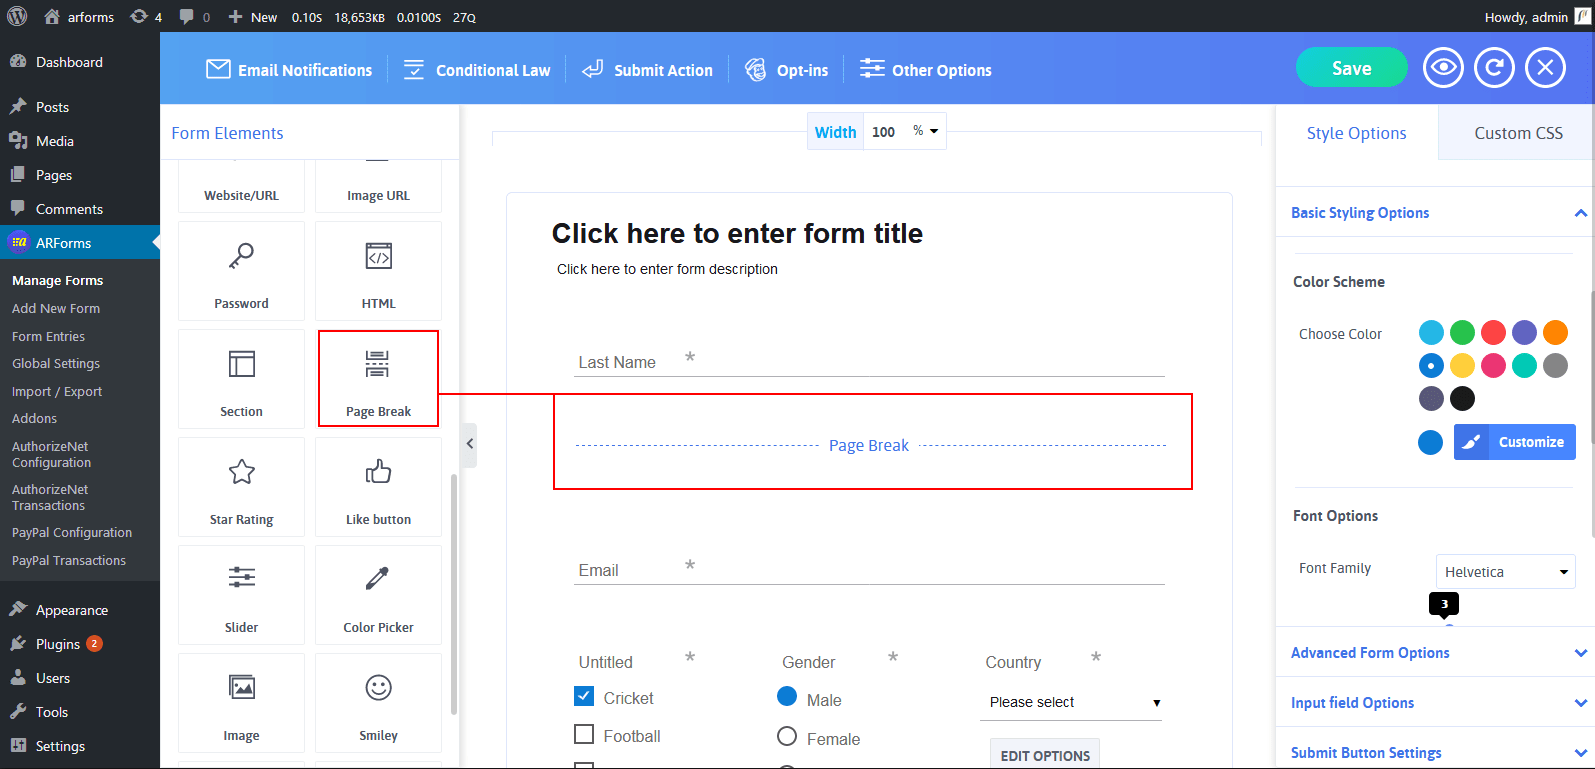 arforms
4
0
New
0.10S
18,653KB
0.0100S
27Q
Howdy, admin
Dashboard
Posts
Media
Pages
Comments
ARForms
Manage Forms
Add New Form
Form Entries
Global Settings
Import / Export
Addons
AuthorizeNet
Configuration
AuthorizeNet
Transactions
PayPal Configuration
PayPal Transactions
Appearance
Plugins 2
Users
Tools
Settings
Email Notifications
Conditional Law
Submit Action
Opt-ins
Other Options
Save
Form Elements
Website/URL
Image URL
Password
HTML
Section
Page Break
Star Rating
Like button
Slider
Color Picker
Image
Smiley
Width 100 %
Click here to enter form title
Click here to enter form description
Last Name *
Page Break
Email *
Untitled *
Cricket
Football
Gender *
Male
Female
Country *
Please select
EDIT OPTIONS
Style Options
Custom CSS
Basic Styling Options
Color Scheme
Choose Color
Customize
Font Options
Font Family
Helvetica
3
Advanced Form Options
Input field Options
Submit Button Settings